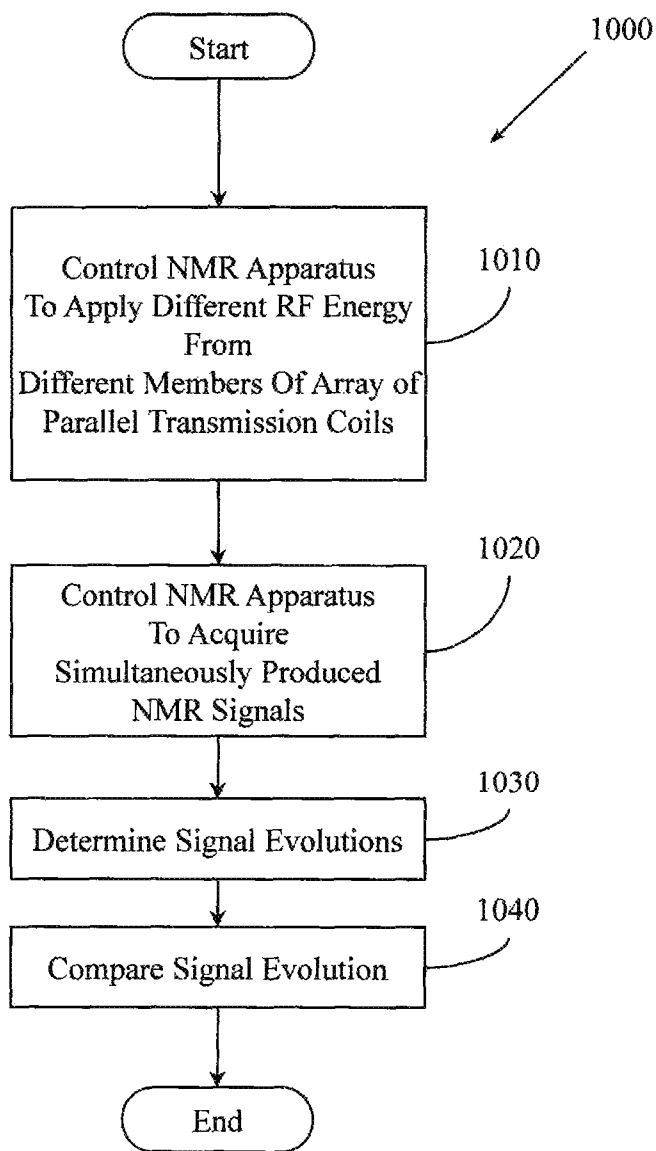 Start
1000
Control NMR Apparatus
To Apply Different RF Energy
From
Different Members Of Array of
Parallel Transmission Coils
1010
Control NMR Apparatus
To Acquire
Simultaneously Produced
NMR Signals
1020
Determine Signal Evolutions
1030
Compare Signal Evolution
1040
End